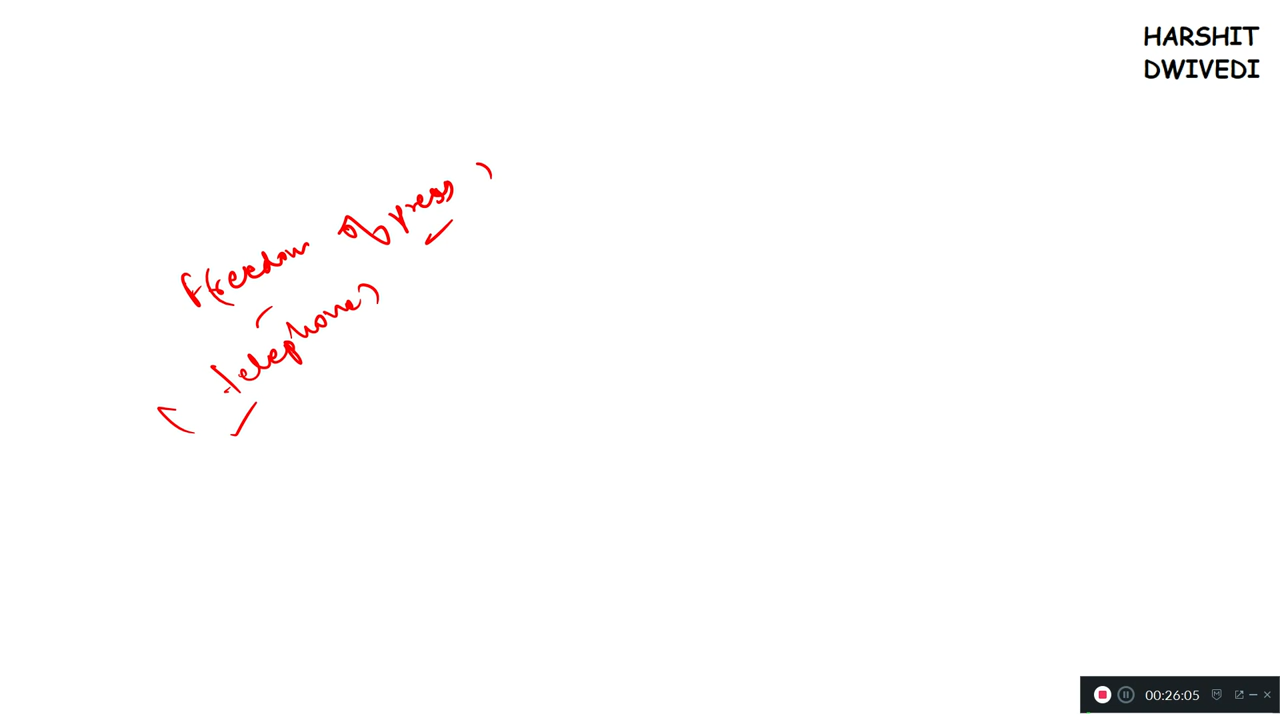 HARSHIT
DWIVEDI
freedom of press )
( telephone)
00:26:05